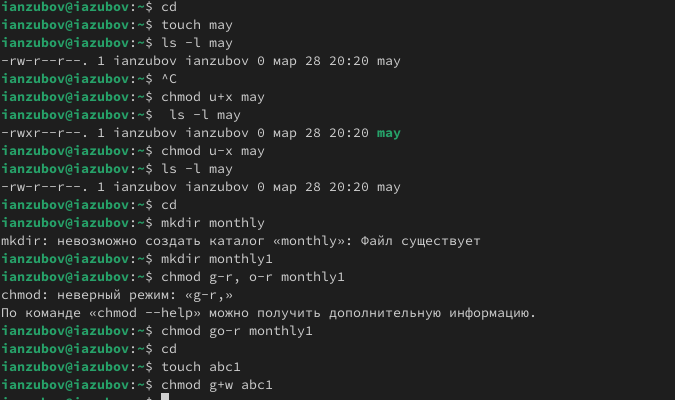 ianzubov@iazubov:~$ cd
ianzubov@iazubov:~$ touch may
ianzubov@iazubov:~$ ls -l may
-rw-r--r--. 1 ianzubov ianzubov 0 мар 28 20:20 may
ianzubov@iazubov:~$ ^C
ianzubov@iazubov:~$ chmod u+x may
ianzubov@iazubov:~$  ls -l may
-rwxr--r--. 1 ianzubov ianzubov 0 мар 28 20:20 may
ianzubov@iazubov:~$ chmod u-x may
ianzubov@iazubov:~$ ls -l may
-rw-r--r--. 1 ianzubov ianzubov 0 мар 28 20:20 may
ianzubov@iazubov:~$ cd
ianzubov@iazubov:~$ mkdir monthly
mkdir: невозможно создать каталог «monthly»: Файл существует
ianzubov@iazubov:~$ mkdir monthly1
ianzubov@iazubov:~$ chmod g-r, o-r monthly1
chmod: неверный режим: «g-r,»
По команде «chmod --help» можно получить дополнительную информацию.
ianzubov@iazubov:~$ chmod go-r monthly1
ianzubov@iazubov:~$ cd
ianzubov@iazubov:~$ touch abc1
ianzubov@iazubov:~$ chmod g+w abc1
ianzubov@iazubov:~$